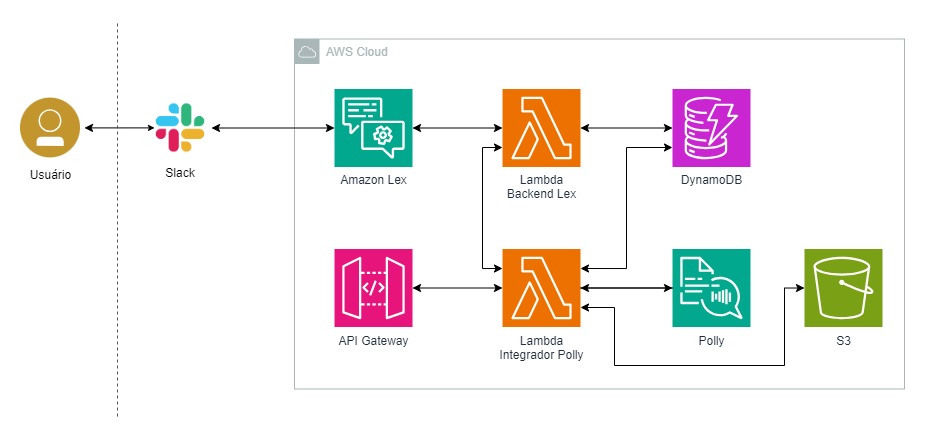 AWS Cloud
Usuário
Slack
Amazon Lex
Lambda
Backend Lex
DynamoDB
API Gateway
Lambda
Integrador Polly
Polly
S3